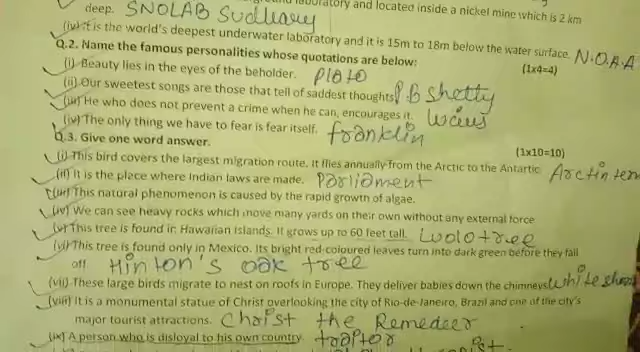 laboratory and located inside a nickel mine which is 2 km
deep. SNOLAB Sudbury
(iv) It is the world's deepest underwater laboratory and it is 15m to 18m below the water surface. N.O.A.A
Q.2. Name the famous personalities whose quotations are below: (1x4=4)
(i) Beauty lies in the eyes of the beholder. Plato
(ii) Our sweetest songs are those that tell of saddest thoughts P.B Shetty
(iii) He who does not prevent a crime when he can, encourages it.
(iv) The only thing we have to fear is fear itself. franklin
Q.3. Give one word answer. (1x10=10)
(i) This bird covers the largest migration route. It flies annually from the Arctic to the Antartic Arctintern
(ii) It is the place where Indian laws are made. Parliament
(iii) This natural phenomenon is caused by the rapid growth of algae.
(iv) We can see heavy rocks which move many yards on their own without any external force
(v) This tree is found in Hawaiian Islands. It grows up to 60 feet tall. tree
(vi) This tree is found only in Mexico. Its bright red coloured leaves turn into dark green before they fall
off. Hinton's oak tree
(vii) These large birds migrate to nest on roofs in Europe. They deliver babies down the chimneys white
(viii) It is a monumental statue of Christ overlooking the city of Rio-de-Janeiro, Brazil and one of the city's
major tourist attractions. Christ the Remedeer
(ix) A person who is disloyal to his own country. traptor